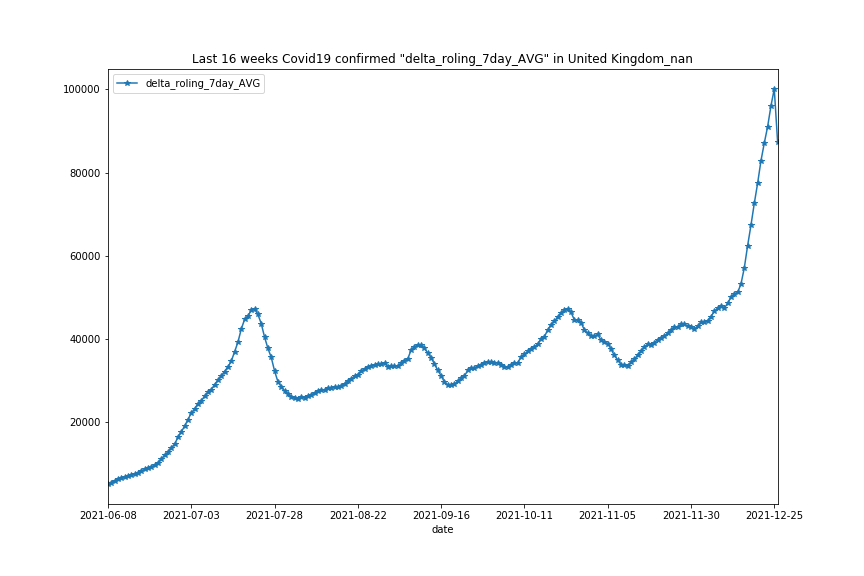 Last 16 weeks Covid19 confirmed "delta_roling_7day_AVG" in United Kingdom_nan
delta_roling_7day_AVG
100000
80000
60000
40000
20000
2021-06-08 2021-07-03 2021-07-28 2021-08-22 2021-09-16 2021-10-11 2021-11-05 2021-11-30 2021-12-25
date